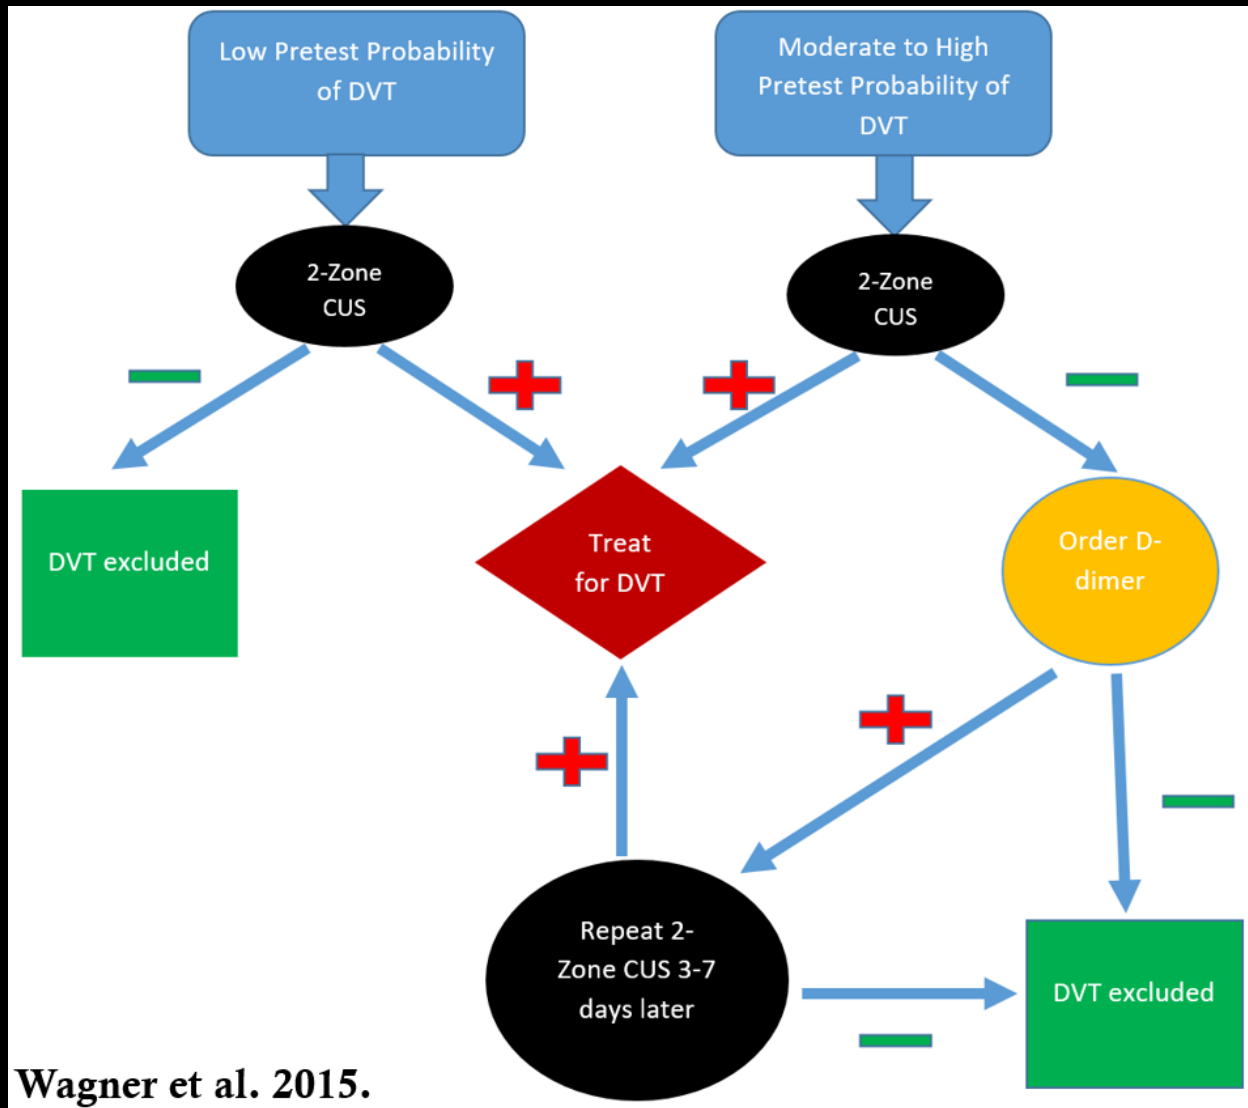 Low Pretest Probability
of DVT
Moderate to High
Pretest Probability of
DVT
2-Zone
CUS
2-Zone
CUS
DVT excluded
Treat
for DVT
Order D-
dimer
Repeat 2-
Zone CUS 3-7
days later
DVT excluded
Wagner et al. 2015.